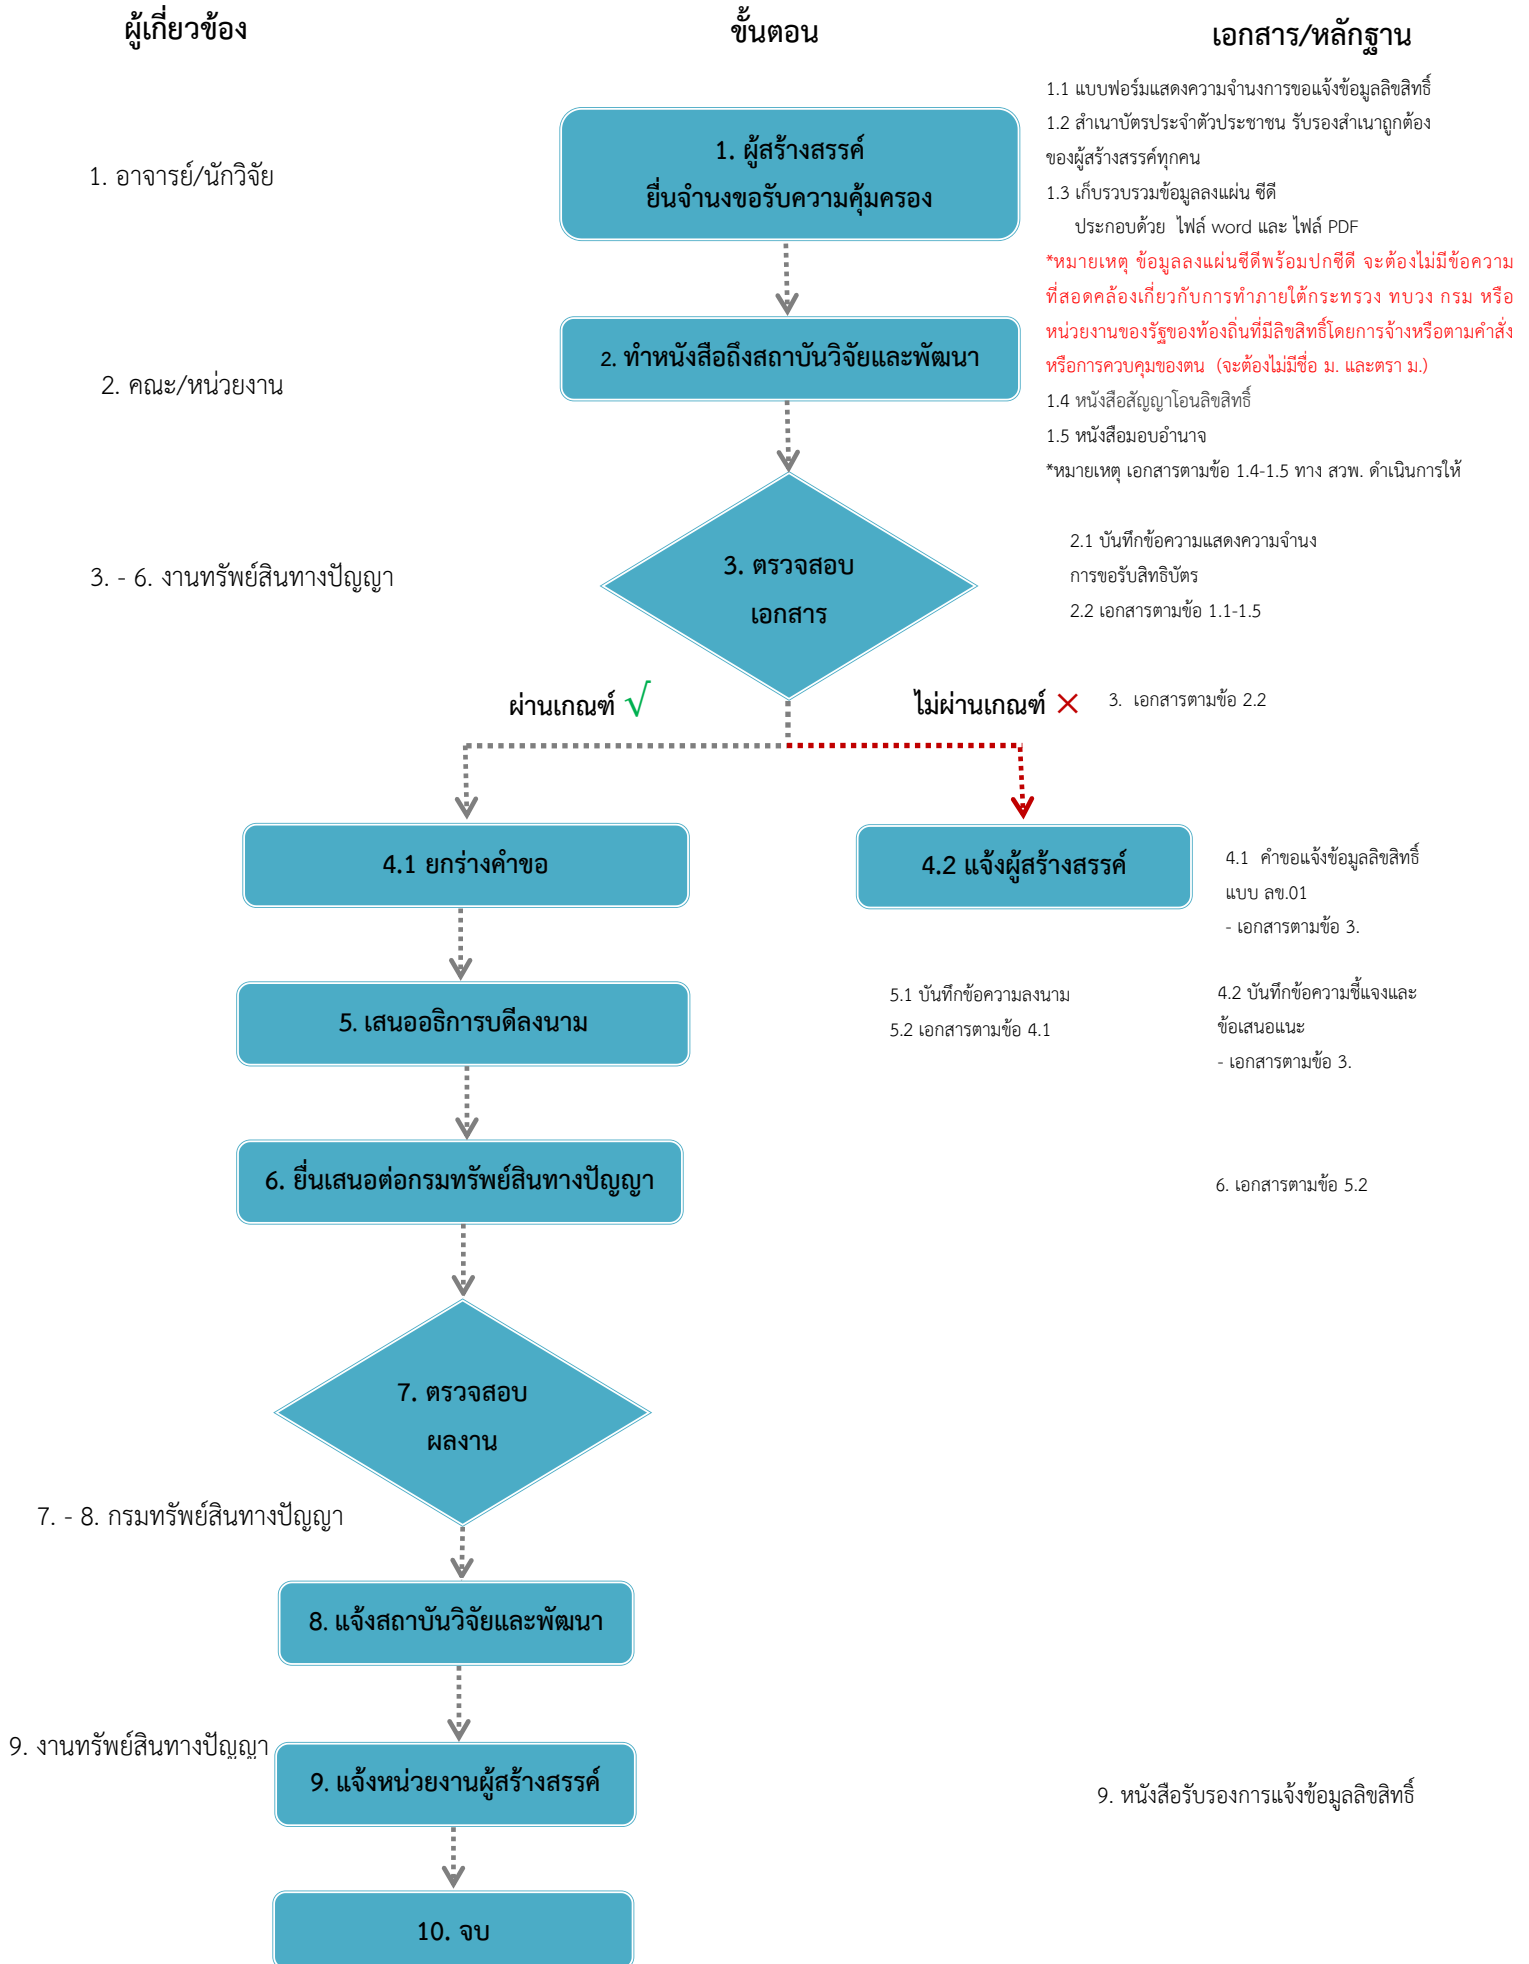 ผู้เกี่ยวข้อง
ขั้นตอน
เอกสาร/หลักฐาน
1. อาจารย์/นักวิจัย
1. ผู้สร้างสรรค์
ยื่นจำนงขอรับความคุ้มครอง
1.1 แบบฟอร์มแสดงความจำนงการขอแจ้งข้อมูลลิขสิทธิ์
1.2 สำเนาบัตรประจำตัวประชาชน รับรองสำเนาถูกต้อง
ของผู้สร้างสรรค์ทุกคน
1.3 เก็บรวบรวมข้อมูลลงแผ่น ซีดี
ประกอบด้วย ไฟล์ word และ ไฟล์ PDF
*หมายเหตุ ข้อมูลลงแผ่นซีดีพร้อมปกซีดี จะต้องไม่มีข้อความ
ที่สอดคล้องเกี่ยวกับการทำภายใต้กระทรวง ทบวง กรม หรือ
หน่วยงานของรัฐของท้องถิ่นที่มีลิขสิทธิ์โดยการจ้างหรือตามคำสั่ง
หรือการควบคุมของตน (จะต้องไม่มีชื่อ ม. และตรา ม.)
1.4 หนังสือสัญญาโอนลิขสิทธิ์
1.5 หนังสือมอบอำนาจ
*หมายเหตุ เอกสารตามข้อ 1.4-1.5 ทาง สวพ. ดำเนินการให้
2. คณะ/หน่วยงาน
2. ทำหนังสือถึงสถาบันวิจัยและพัฒนา
2.1 บันทึกข้อความแสดงความจำนง
การขอรับสิทธิบัตร
2.2 เอกสารตามข้อ 1.1-1.5
3. - 6. งานทรัพย์สินทางปัญญา
3. ตรวจสอบ
เอกสาร
ผ่านเกณฑ์ √
ไม่ผ่านเกณฑ์ ×
3. เอกสารตามข้อ 2.2
4.1 ยกร่างคำขอ
4.2 แจ้งผู้สร้างสรรค์
4.1 คำขอแจ้งข้อมูลลิขสิทธิ์
แบบ ลข.01
- เอกสารตามข้อ 3.
5. เสนออธิการบดีลงนาม
5.1 บันทึกข้อความลงนาม
5.2 เอกสารตามข้อ 4.1
4.2 บันทึกข้อความชี้แจงและ
ข้อเสนอแนะ
- เอกสารตามข้อ 3.
6. ยื่นเสนอต่อกรมทรัพย์สินทางปัญญา
6. เอกสารตามข้อ 5.2
7. ตรวจสอบ
ผลงาน
7. - 8. กรมทรัพย์สินทางปัญญา
8. แจ้งสถาบันวิจัยและพัฒนา
9. งานทรัพย์สินทางปัญญา
9. แจ้งหน่วยงานผู้สร้างสรรค์
9. หนังสือรับรองการแจ้งข้อมูลลิขสิทธิ์
10. จบ